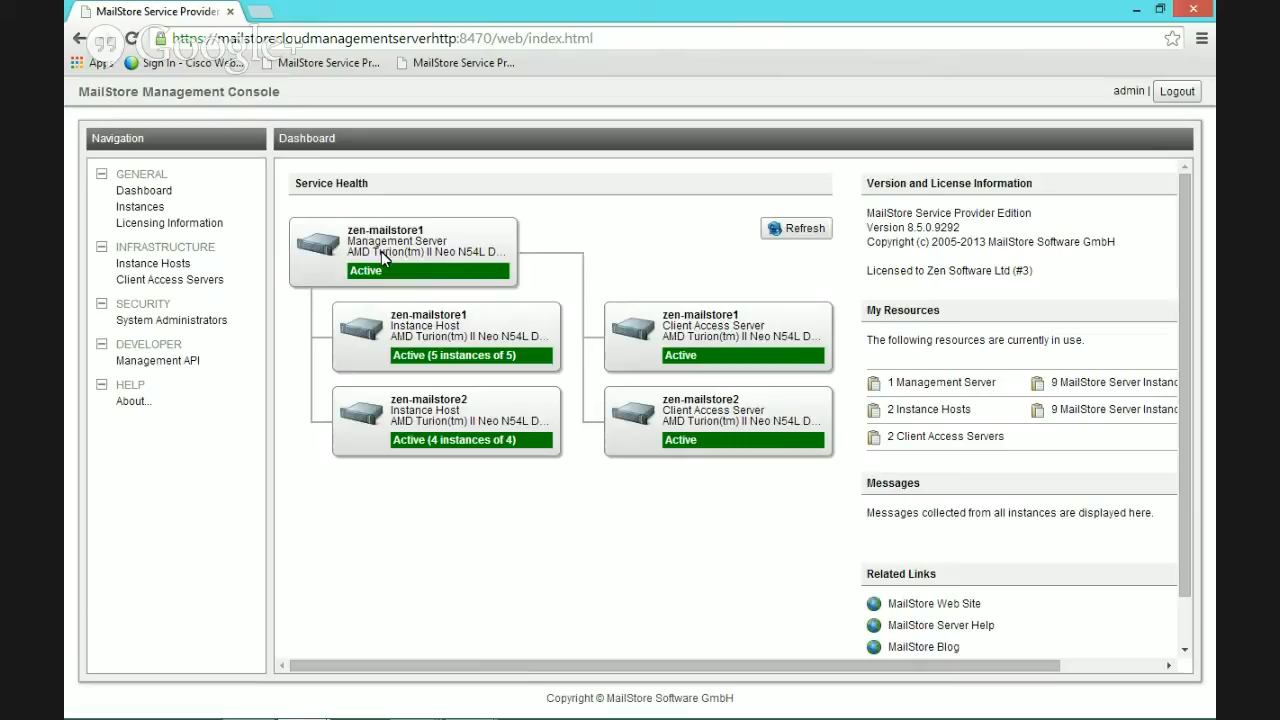 MailStore Service Provider
https://mailstorecloudmanagementserverhttp:8470/web/index.html
Google+
Apps
Sign In - Cisco Web...
MailStore Service Pr...
MailStore Service Pr...
MailStore Management Console
admin | Logout
Navigation
GENERAL
Dashboard
Instances
Licensing Information
INFRASTRUCTURE
Instance Hosts
Client Access Servers
SECURITY
System Administrators
DEVELOPER
Management API
HELP
About...
Dashboard
Service Health
Refresh
zen-mailstore1
Management Server
AMD Turion(tm) II Neo N54L D...
Active
zen-mailstore1
Instance Host
AMD Turion(tm) II Neo N54L D...
Active (5 instances of 5)
zen-mailstore1
Client Access Server
AMD Turion(tm) II Neo N54L D...
Active
zen-mailstore2
Instance Host
AMD Turion(tm) II Neo N54L D...
Active (4 instances of 4)
zen-mailstore2
Client Access Server
AMD Turion(tm) II Neo N54L D...
Active
Version and License Information
MailStore Service Provider Edition
Version 8.5.0.9292
Copyright (c) 2005-2013 MailStore Software GmbH
Licensed to Zen Software Ltd (#3)
My Resources
The following resources are currently in use.
1 Management Server
9 MailStore Server Instanc
2 Instance Hosts
9 MailStore Server Instanc
2 Client Access Servers
Messages
Messages collected from all instances are displayed here.
Related Links
MailStore Web Site
MailStore Server Help
MailStore Blog
Copyright © MailStore Software GmbH